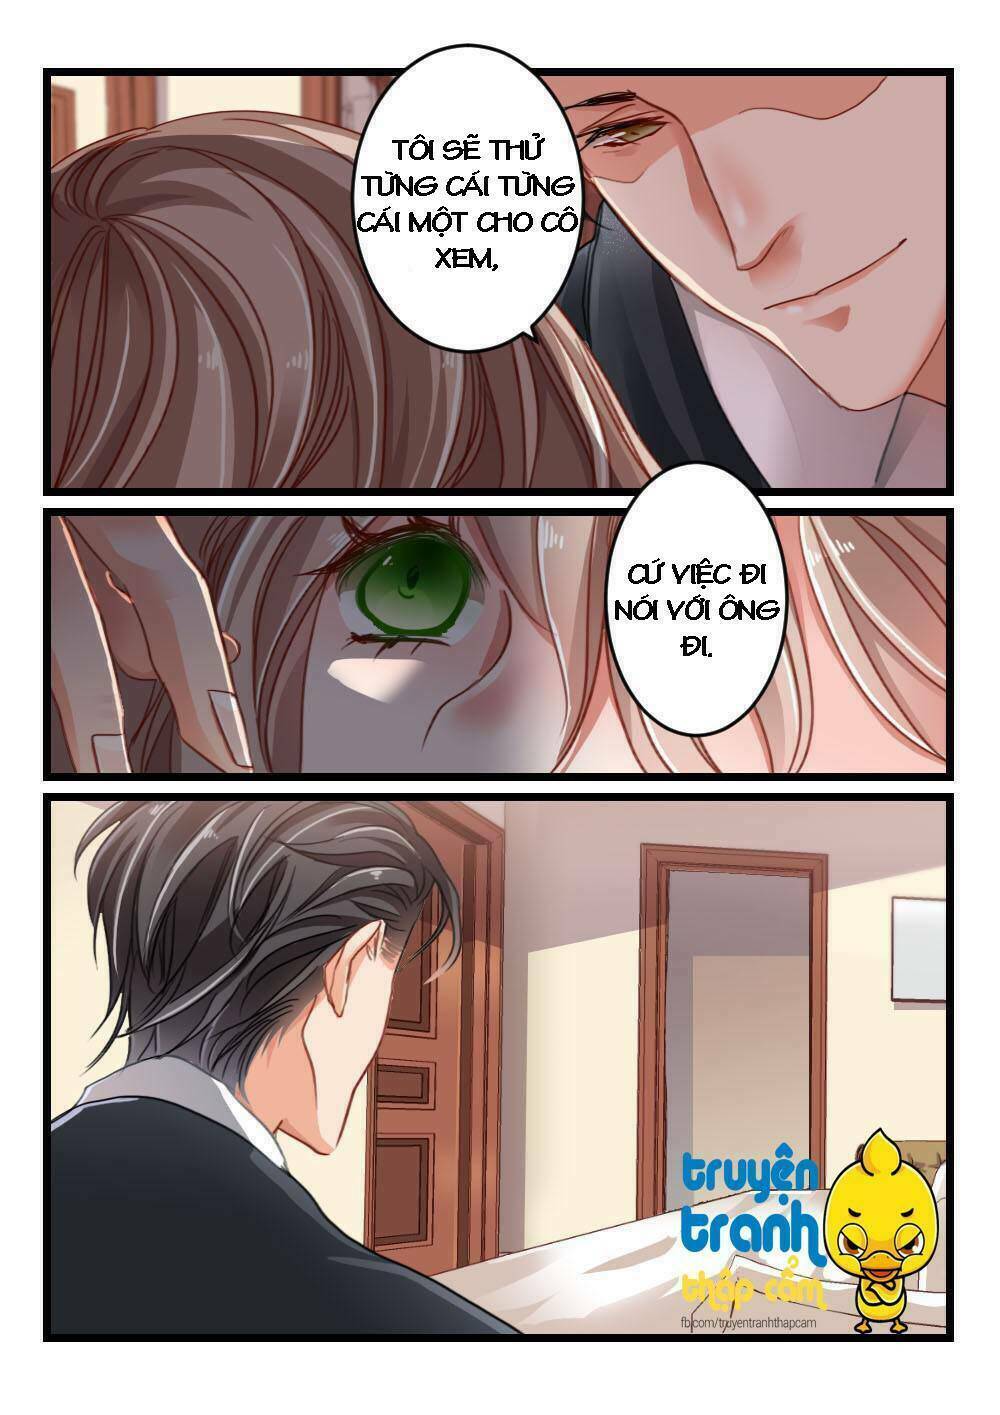 TÔI SẼ THỬ
TỪNG CÁI TỪNG
CÁI MỘT CHO CÔ
XEM,
CỨ VIỆC ĐI
NÓI VỚI ÔNG
ĐI.
truyện
tranh
thập cẩm
fb.com/truyentranhthapcam